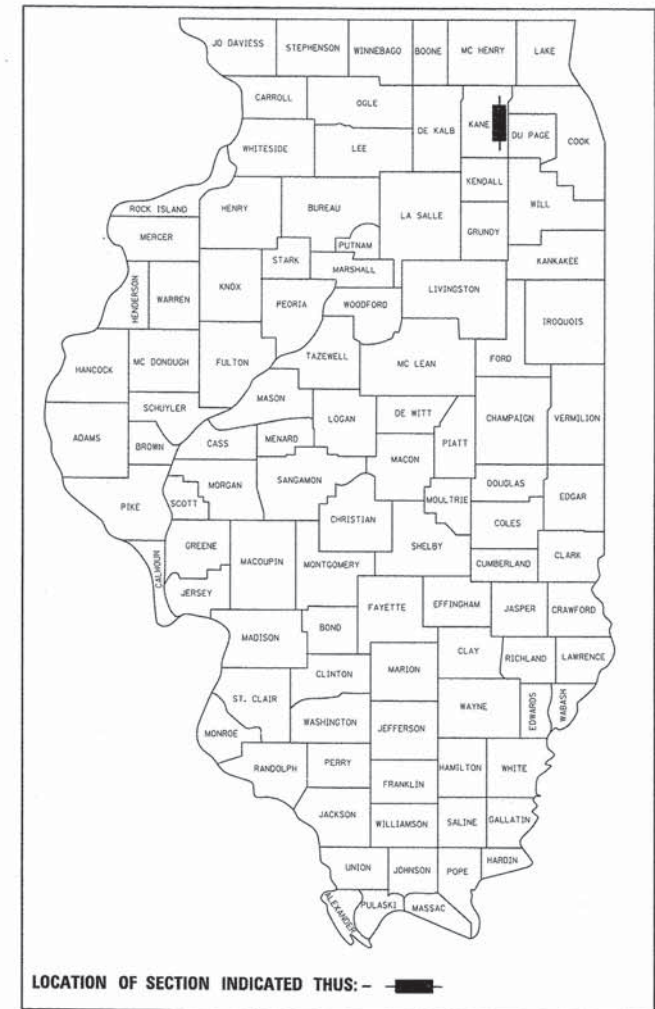 JO DAVIESS STEPHENSON WINNEBAGO BOONE MC HENRY LAKE
CARROLL OGLE DE KALB KANE DU PAGE COOK
WHITESIDE LEE
KENDALL WILL
ROCK ISLAND HENRY BUREAU LA SALLE GRUNDY
MERCER PUTNAM KANKAKEE
STARK MARSHALL
HENDERSON WARREN KNOX PEORIA WOODFORD LIVINGSTON IROQUOIS
HANCOCK MC DONOUGH FULTON TAZEWELL MC LEAN FORD
MASON
SCHUYLER LOGAN DE WITT CHAMPAIGN VERMILION
ADAMS BROWN CASS MENARD MACON PIATT
PIKE SCOTT MORGAN SANGAMON CHRISTIAN MOULTRIE DOUGLAS EDGAR
COLES
CALHOUN GREENE MACOUPIN MONTGOMERY SHELBY CUMBERLAND CLARK
JERSEY FAYETTE EFFINGHAM JASPER CRAWFORD
MADISON BOND CLAY RICHLAND LAWRENCE
CLINTON MARION
ST. CLAIR WASHINGTON JEFFERSON WAYNE EDWARDS WABASH
MONROE
RANDOLPH PERRY FRANKLIN HAMILTON WHITE
JACKSON WILLIAMSON SALINE GALLATIN
UNION JOHNSON POPE HARDIN
ALEXANDER PULASKI MASSAC
LOCATION OF SECTION INDICATED THUS: -